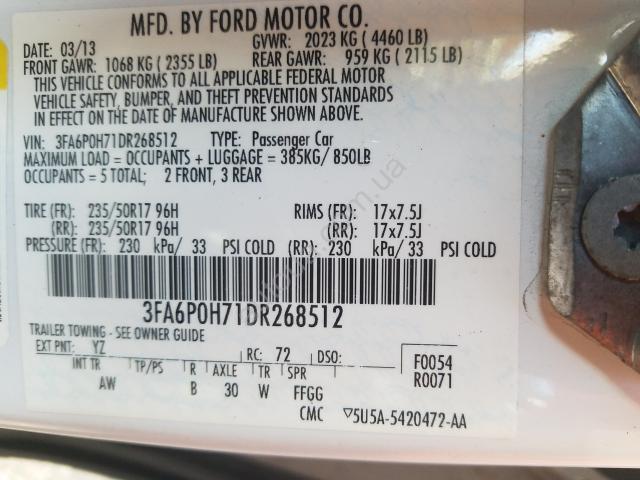 MFD. BY FORD MOTOR CO.
DATE: 03/13
GVWR: 2023 KG ( 4460 LB)
FRONT GAWR: 1068 KG ( 2355 LB)
REAR GAWR: 959 KG ( 2115 LB)
THIS VEHICLE CONFORMS TO ALL APPLICABLE FEDERAL MOTOR
VEHICLE SAFETY, BUMPER, AND THEFT PREVENTION STANDARDS
IN EFFECT ON THE DATE OF MANUFACTURE SHOWN ABOVE.
VIN: 3FA6P0H71DR268512 TYPE: Passenger Car
MAXIMUM LOAD = OCCUPANTS + LUGGAGE = 385KG/ 850LB
OCCUPANTS = 5 TOTAL; 2 FRONT, 3 REAR
TIRE (FR): 235/50R17 96H RIMS (FR): 17x7.5J
(RR): 235/50R17 96H (RR): 17x7.5J
PRESSURE (FR): 230 kPa/ 33 PSI COLD (RR): 230 kPa/ 33 PSI COLD
3FA6P0H71DR268512
TRAILER TOWING - SEE OWNER GUIDE
EXT PNT: YZ RC: 72 DSO:
F0054
R0071
INT TR TP/PS R AXLE TR SPR
AW B 30 W FFGG
CMC ▽5U5A-5420472-AA